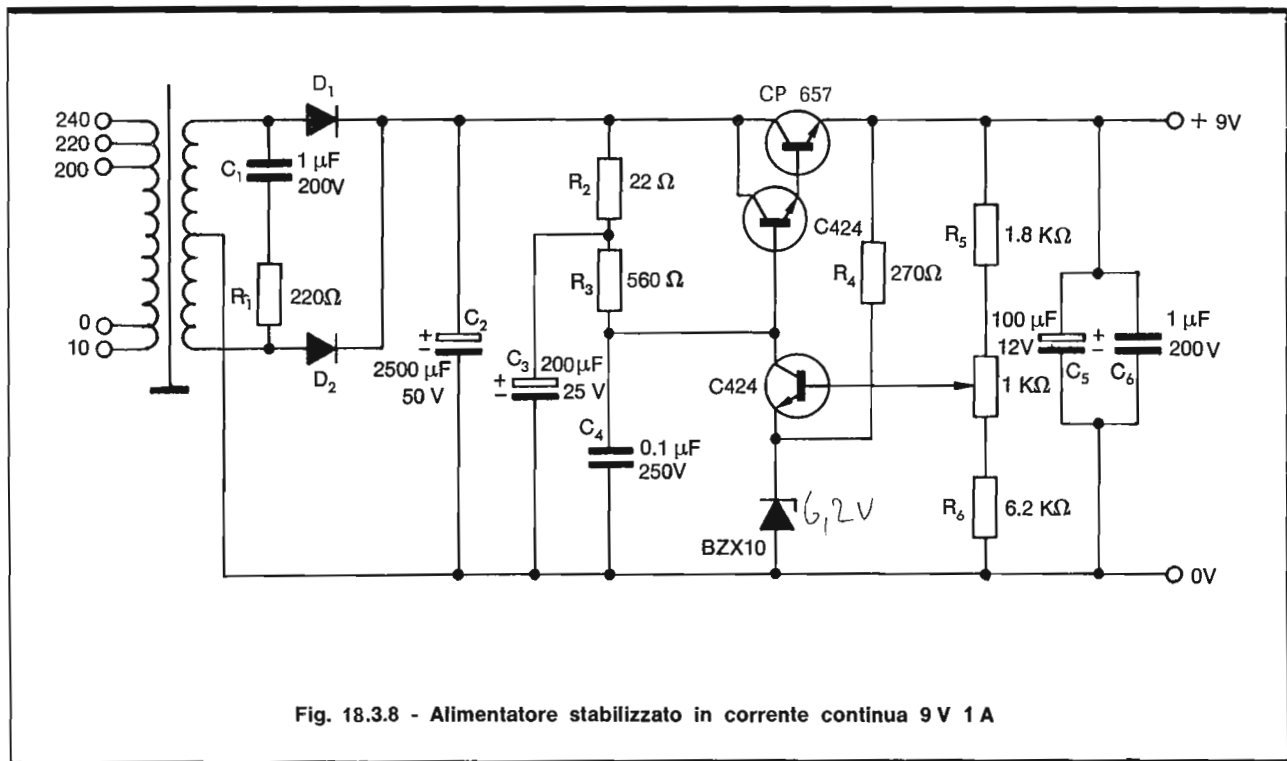 D₁
CP 657
240
220
200
+ 9V
C₁
1 µF
200V
R₂
22 Ω
C424
R₅
1.8 KΩ
R₃
560 Ω
R₄
270Ω
R₁
220Ω
0
10
D₂
+
−
C₂
2500 µF
50 V
+
−
C₃
200µF
25 V
C424
1 KΩ
100 µF
12V
+
−
C₅
C₆
1 µF
200V
C₄
0.1 µF
250V
6,2V
BZX10
R₆
6.2 KΩ
0V
Fig. 18.3.8 - Alimentatore stabilizzato in corrente continua 9 V 1 A